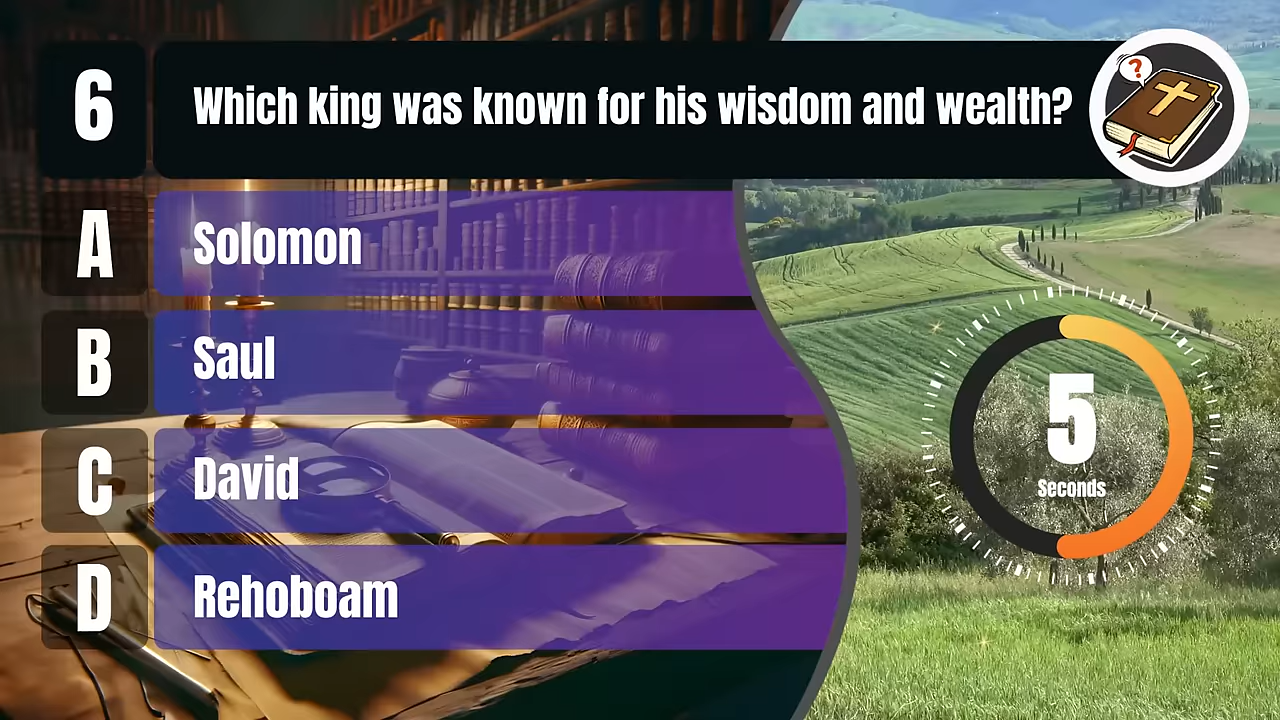 6
Which king was known for his wisdom and wealth?
?
A
Solomon
B
Saul
C
David
D
Rehoboam
5
Seconds